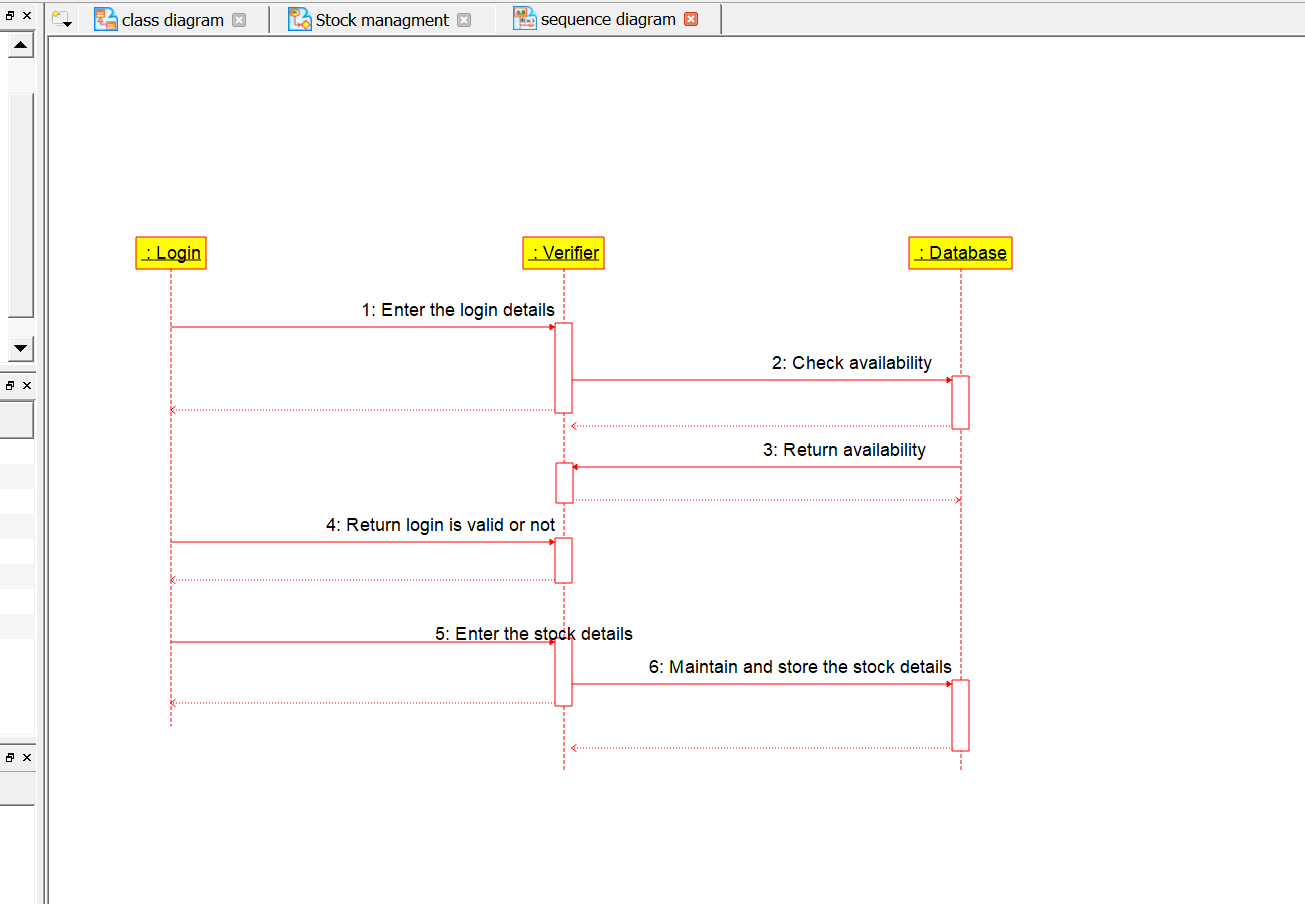 class diagram
Stock managment
sequence diagram
: Login
: Verifier
: Database
1: Enter the login details
2: Check availability
3: Return availability
4: Return login is valid or not
5: Enter the stock details
6: Maintain and store the stock details